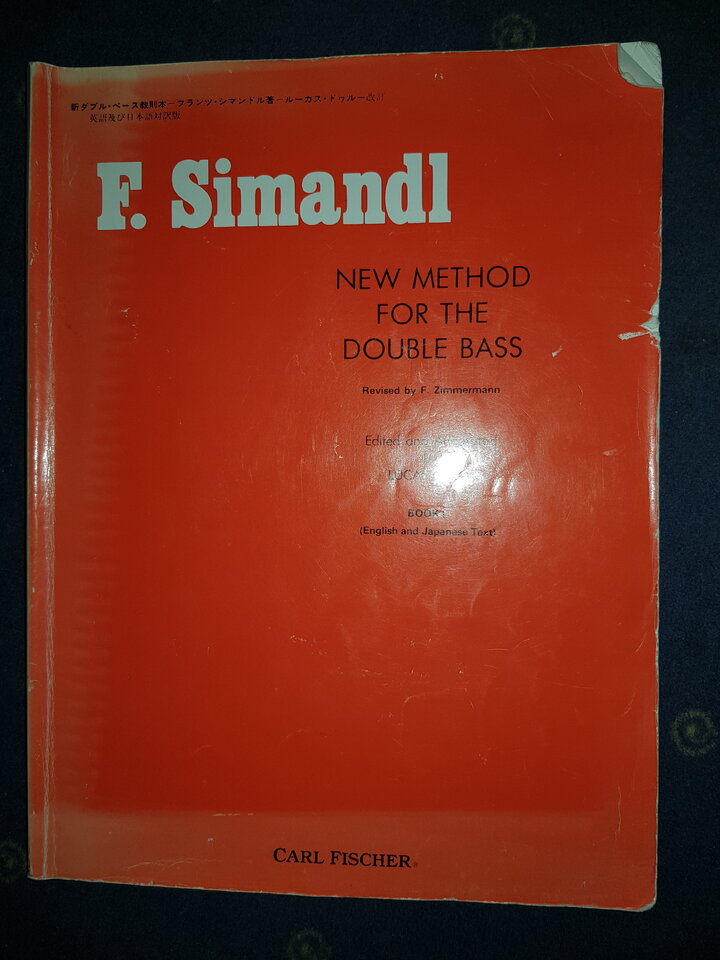 新ダブル・ベース教則本ーフランツ・シマンドル著ールーカス・ドゥルー改訂
英語及び日本語対訳版
F. Simandl
NEW METHOD
FOR THE
DOUBLE BASS
Revised by F. Zimmermann
Edited and
BOOK
(English and Japanese Text)
CARL FISCHER®